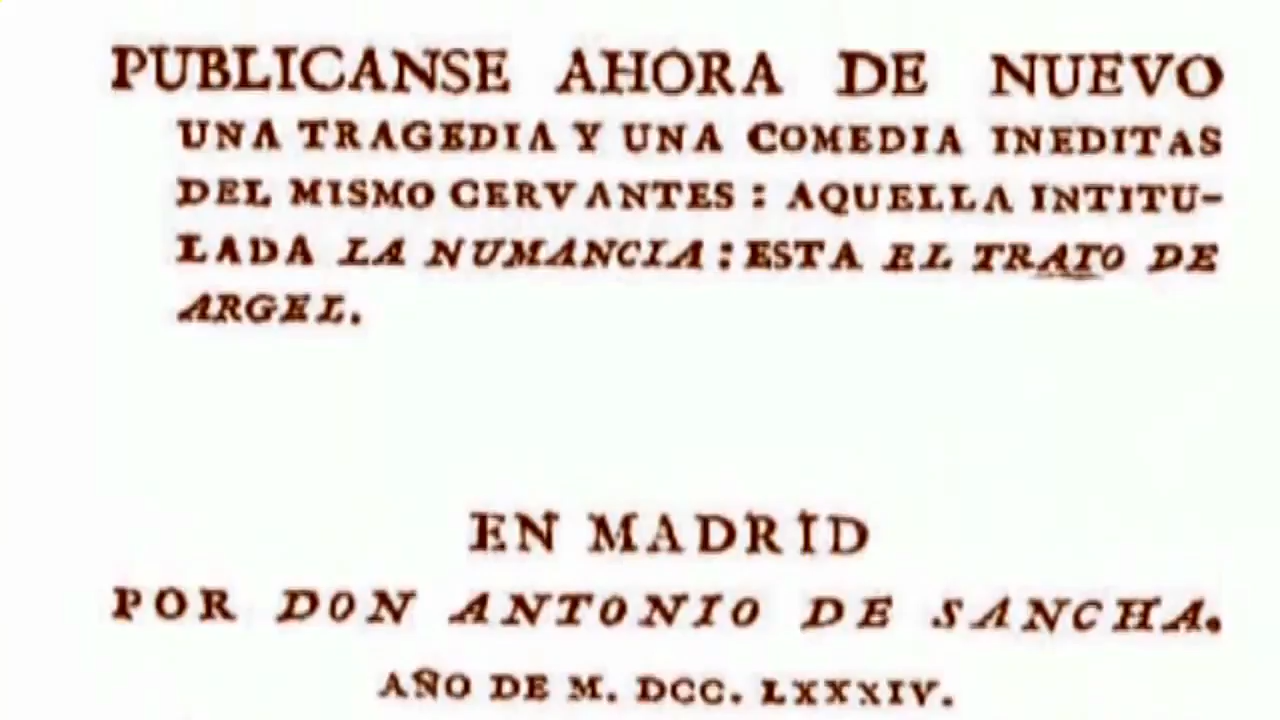 PUBLICANSE AHORA DE NUEVO
UNA TRAGEDIA Y UNA COMEDIA INEDITAS
DEL MISMO CERVANTES : AQUELLA INTITU-
LADA LA NUMANCIA : ESTA EL TRATO DE
ARGEL.
EN MADRID
POR DON ANTONIO DE SANCHA.
AÑO DE M. DCC. LXXXIV.